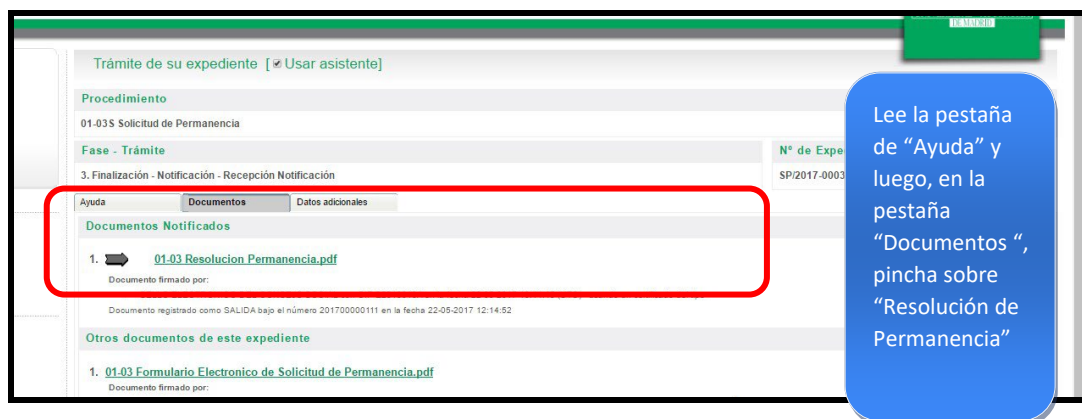 DE MADRID
Trámite de su expediente [ Usar asistente]
Procedimiento
01-03S Solicitud de Permanencia
Fase - Trámite
Nº de Expe
3. Finalización - Notificación - Recepción Notificación
SP/2017-0003
Ayuda Documentos Datos adicionales
Documentos Notificados
1. 01-03 Resolucion Permanencia.pdf
Documento firmado por:
Documento registrado como SALIDA bajo el número 201700000111 en la fecha 22-05-2017 12:14:52
Otros documentos de este expediente
1. 01-03 Formulario Electronico de Solicitud de Permanencia.pdf
Documento firmado por:
Lee la pestaña
de “Ayuda” y
luego, en la
pestaña
“Documentos “,
pincha sobre
“Resolución de
Permanencia”